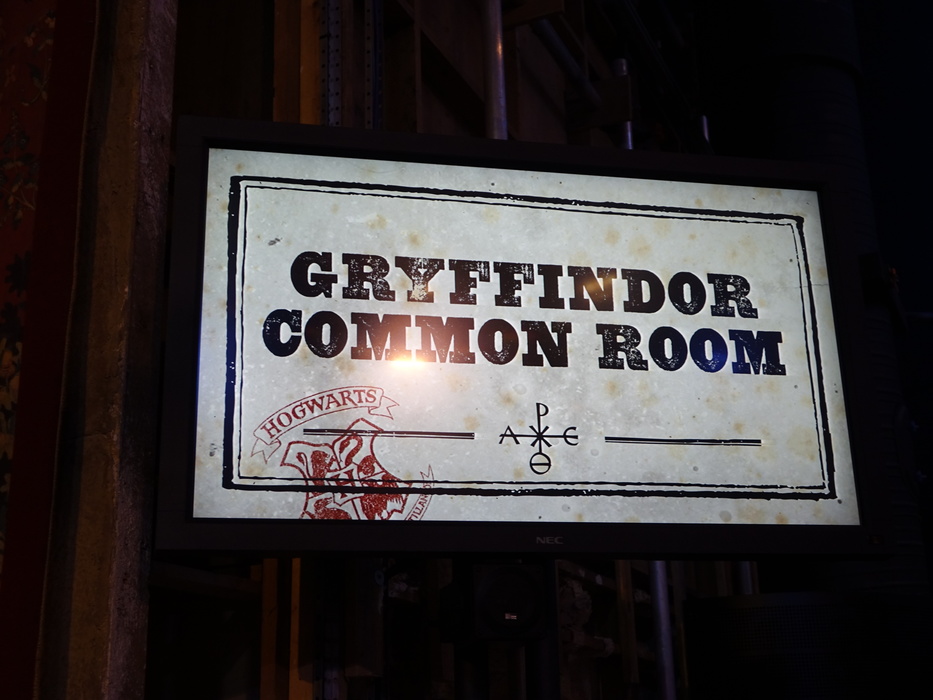 GRYFFINDOR
COMMON ROOM
HOGWARTS
H
P
A C
NEC